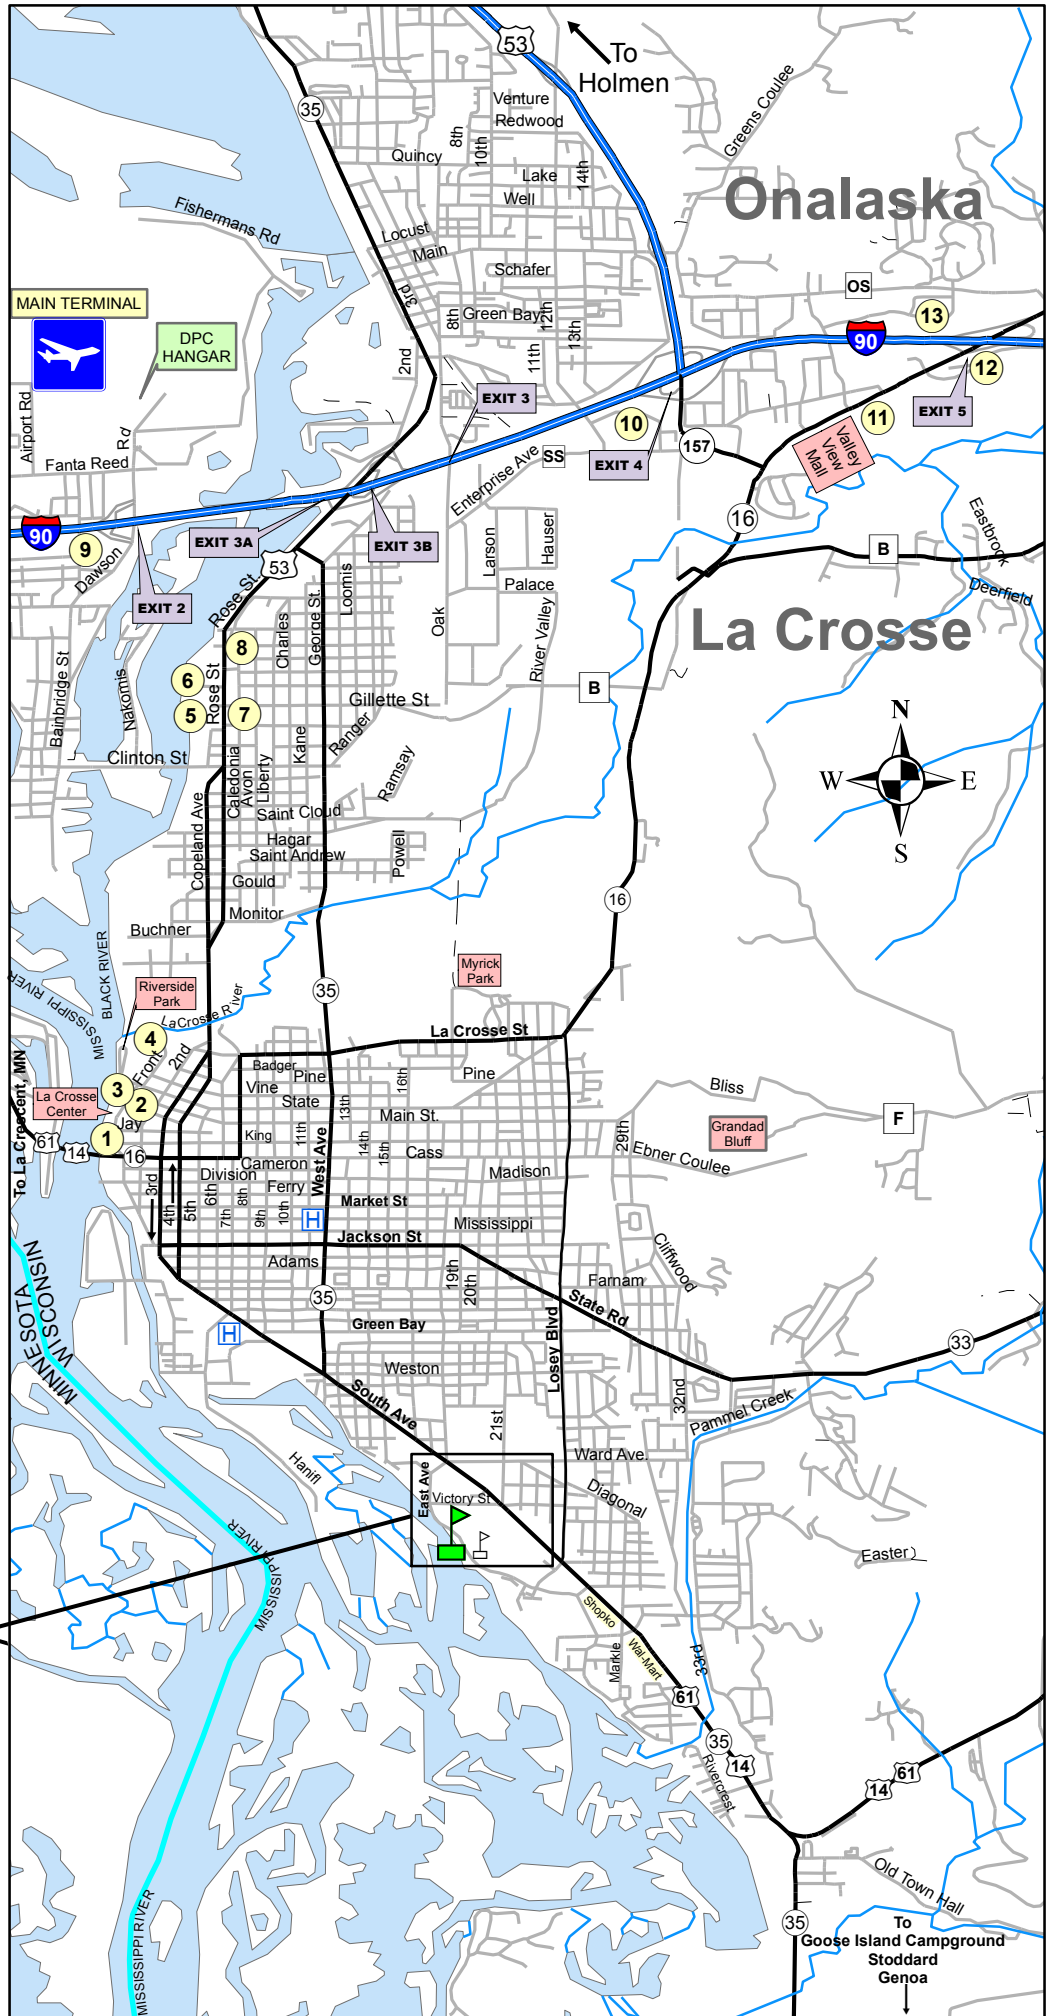 53
To
Holmen
35
Venture
Redwood
8th
10th
Quincy
Lake
14th
Well
Greens Coulee
Onalaska
Fishermans Rd
Locust
Main
Schafer
OS
3rd
MAIN TERMINAL
8th
Green Bay
12th
13th
13
DPC
HANGAR
90
2nd
11th
12
EXIT 3
EXIT 5
Airport Rd
Rd
10
11
Fanta Reed
157
Valley
View
Mall
SS
EXIT 4
Enterprise Ave
16
Eastbrook
90
9
EXIT 3A
EXIT 3B
Larson
Hauser
B
Dawson
53
Loomis
Palace
Deerfield
EXIT 2
Rose St.
Charles
George St.
Oak
River Valley
La Crosse
8
Bainbridge St
Nakomis
6
Rose St
B
5
7
Gillette St
N
Ranger
Kane
Clinton St
Caledonia
Avon
Liberty
Ramsay
W
E
Copeland Ave
Saint Cloud
Hagar
Saint Andrew
Powell
S
Gould
16
Monitor
Buchner
BLACK RIVER
MISSISSIPPI RIVER
Riverside
Park
35
Myrick
Park
LaCrosse River
4
La Crosse St
Front
2nd
Badger
Pine
Pine
To La Crescent, MN
Vine
16th
Bliss
3
State
La Crosse
Center
2
13th
Main St.
F
Jay
Grandad
Bluff
1
King
11th
14th
15th
Cass
29th
61
14
16
Cameron
West Ave
Ebner Coulee
Division
Madison
3rd
6th
8th
Ferry
4th
5th
7th
9th
10th
Market St
H
Mississippi
Jackson St
Cliffwood
Adams
19th
20th
Farnam
MINNESOTA
WISCONSIN
35
State Rd
H
Green Bay
Losey Blvd
33
Weston
32nd
South Ave
21st
Pammel Creek
Ward Ave.
Hanifl
East Ave
Victory St
Diagonal
MISSISSIPPI RIVER
Easter
MISSISSIPPI RIVER
Shopko
Markle
Wal-Mart
33rd
61
35
14
Rivercrest
61
14
Old Town Hall
MISSISSIPPI RIVER
35
To
Goose Island Campground
Stoddard
Genoa